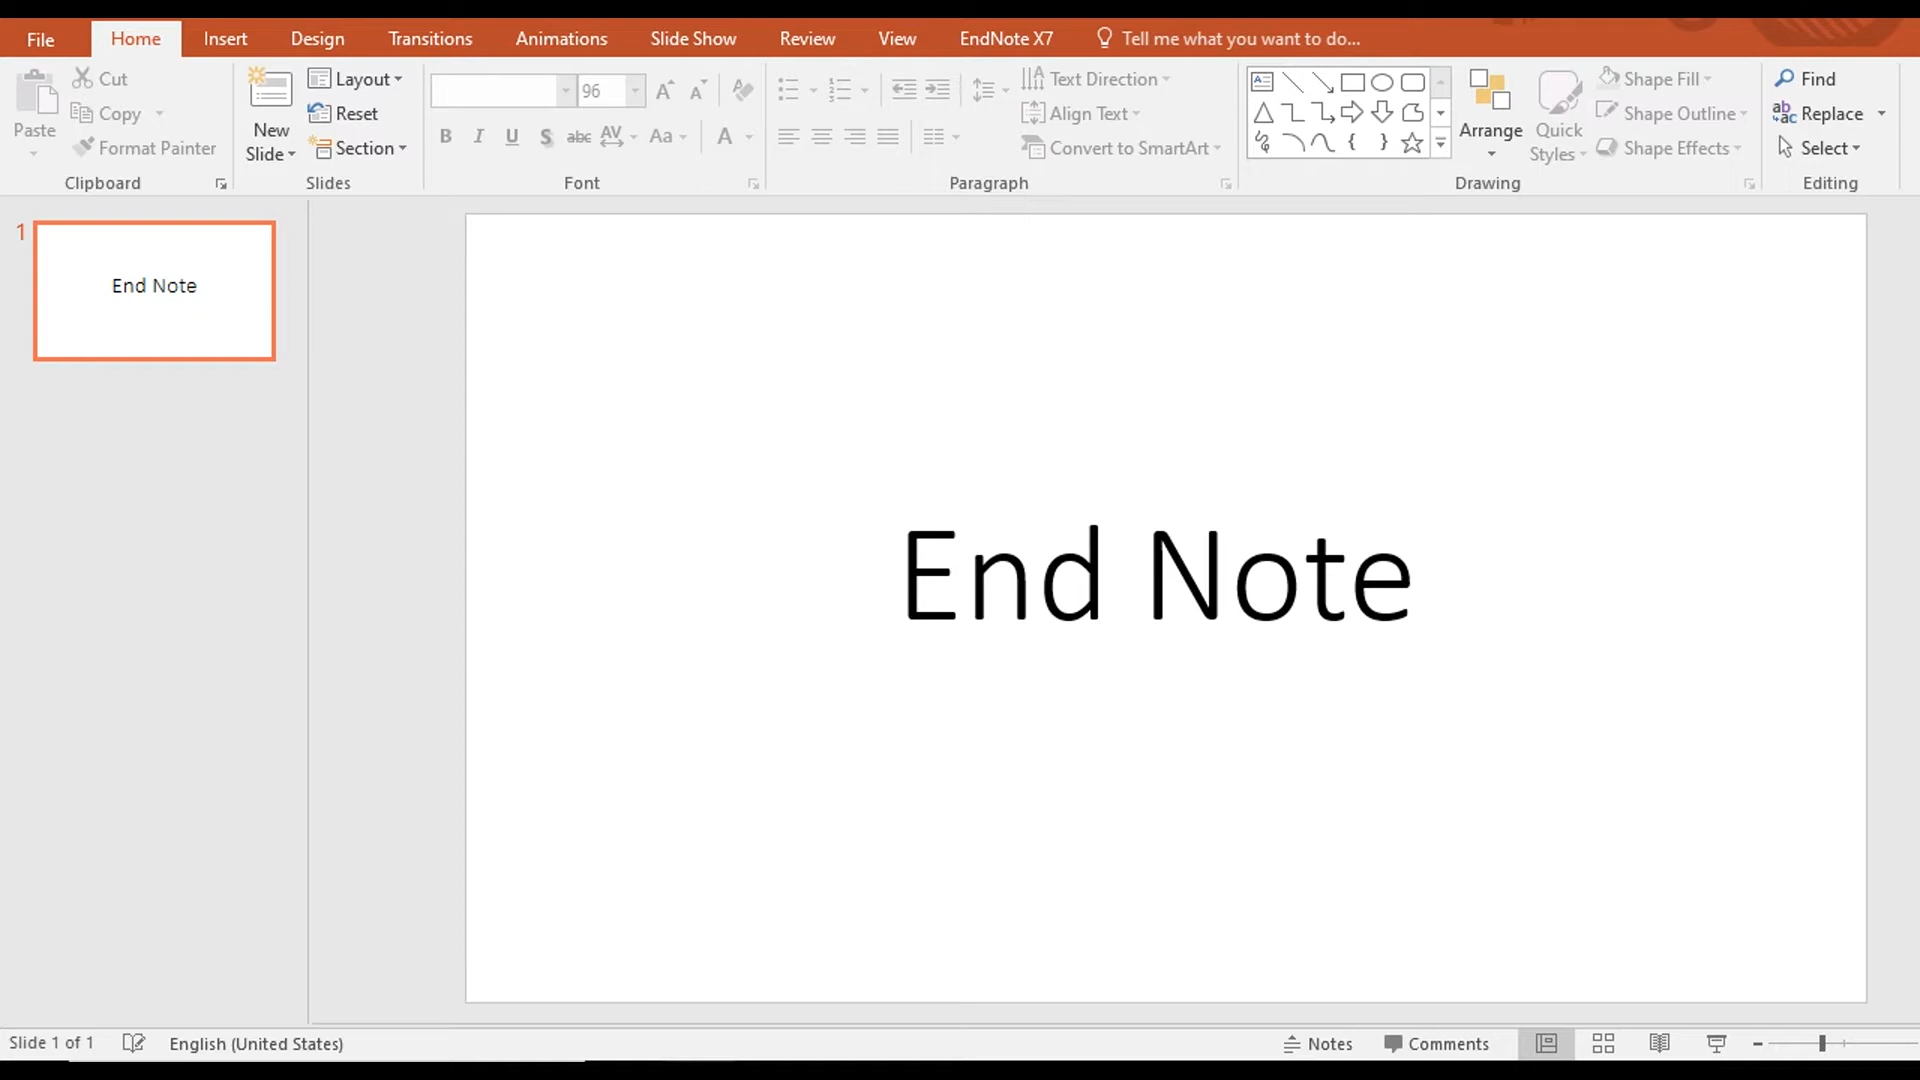 File Home Insert Design Transitions Animations Slide Show Review View EndNote X7 Tell me what you want to do...
Paste
Cut
Copy
Format Painter
Clipboard
New Slide
Layout
Reset
Section
Slides
96
B I U S abc AV Aa A
Font
Text Direction
Align Text
Convert to SmartArt
Paragraph
Arrange
Quick Styles
Shape Fill
Shape Outline
Shape Effects
Drawing
Find
Replace
Select
Editing
1
End Note
End Note
Slide 1 of 1 English (United States) Notes Comments